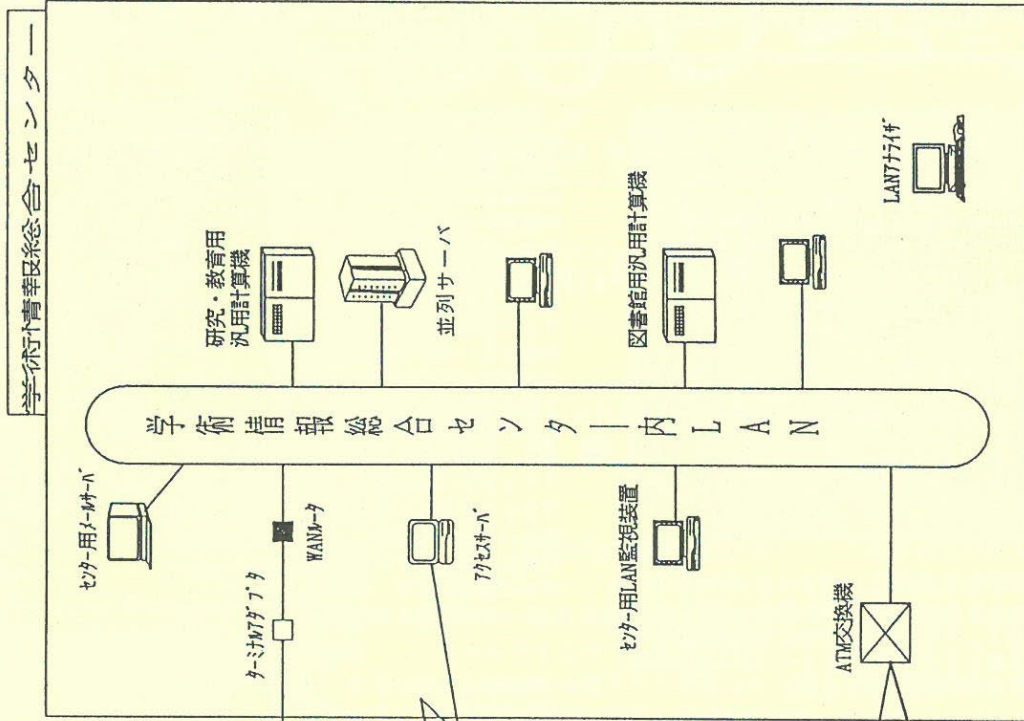 学術情報総合センター
研究・教育用
汎用計算機
並列サーバ
図書館用汎用計算機
LANアナライザ
学術情報総合センター内LAN
センター用メールサーバ
WANルータ
ターミナルアダプタ
アクセスサーバ
センター用LAN監視装置
ATM交換機